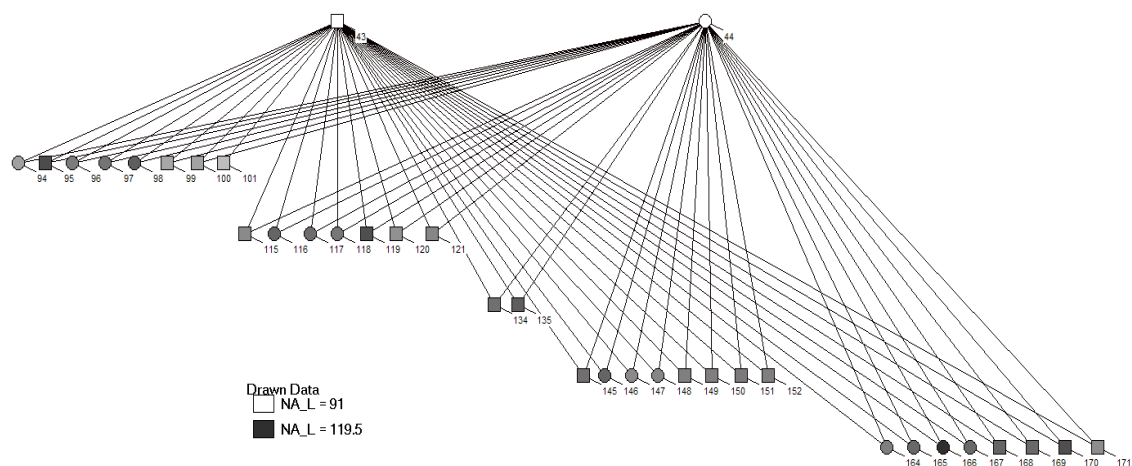 43 44
94 95 96 97 98 99 100 101
115 116 117 118 119 120 121
134 135
145 146 147 148 149 150 151 152
Drawn Data
NA_L = 91
NA_L = 119.5
164 165 166 167 168 169 170 171